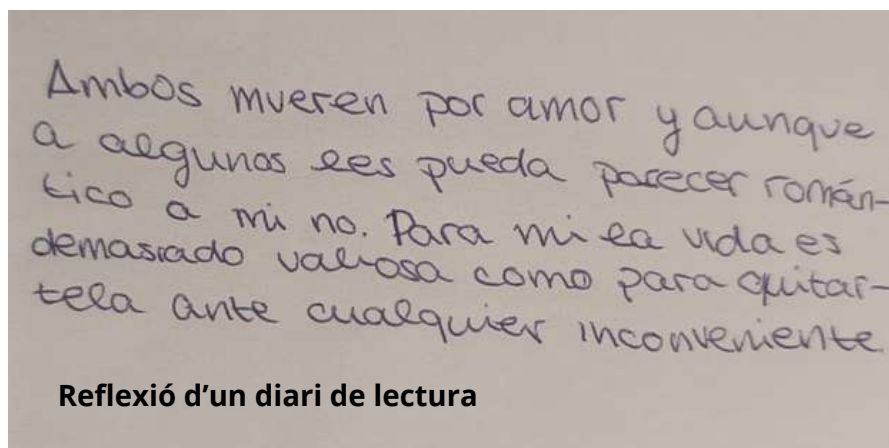 Ambos mueren por amor y aunque
a algunos les pueda parecer román-
tico a mi no. Para mi la vida es
demasiado valiosa como para quitar-
tela ante cualquier inconveniente
Reflexió d'un diari de lectura